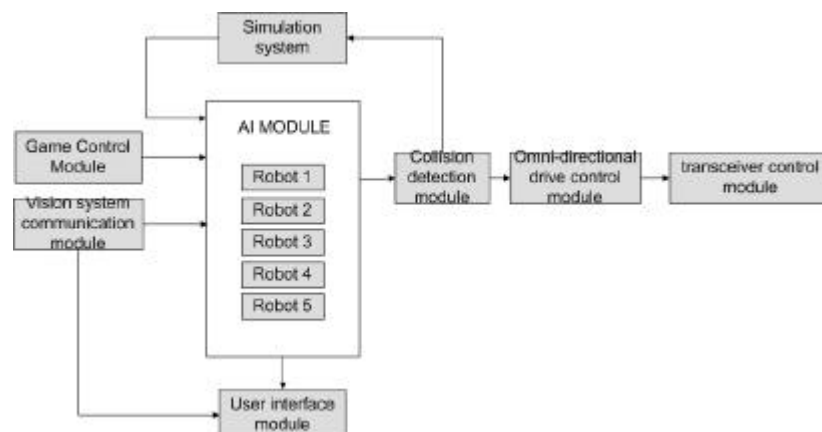 Simulation
system
AI MODULE
Game Control
Module
Robot 1
Robot 2
Robot 3
Robot 4
Robot 5
Vision system
communication
module
Collision
detection
module
Omni-directional
drive control
module
transceiver control
module
User interface
module